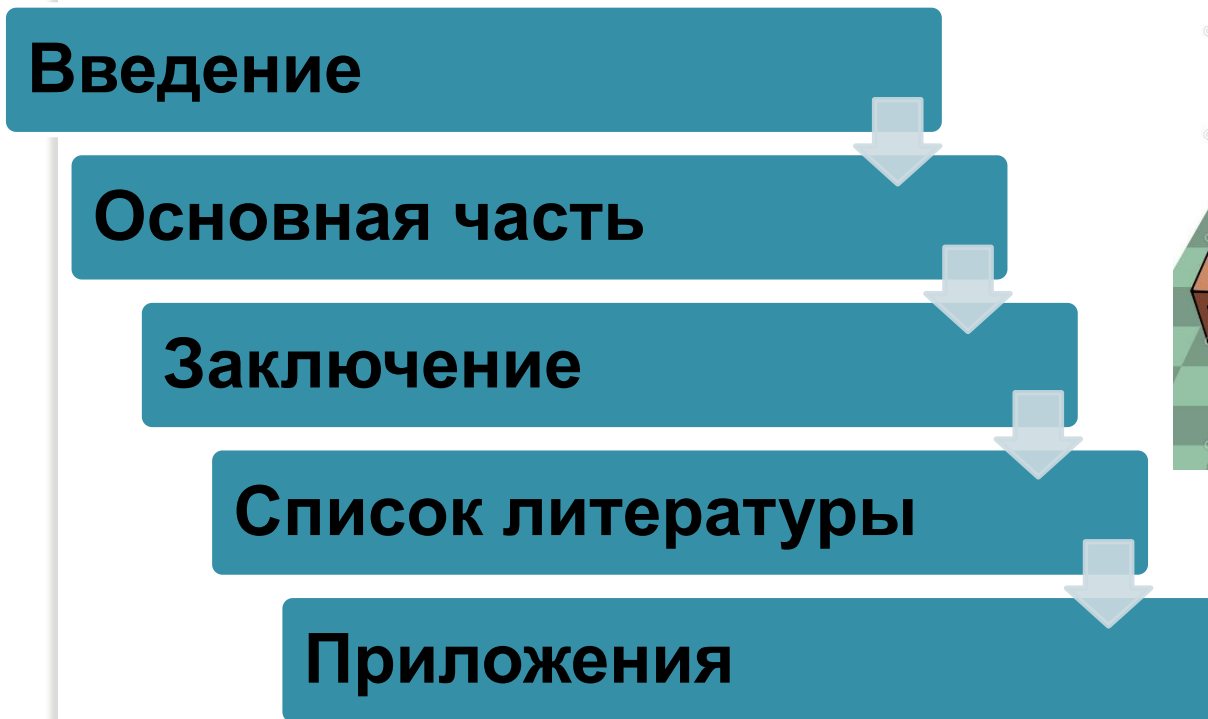 Введение
Основная часть
Заключение
Список литературы
Приложения